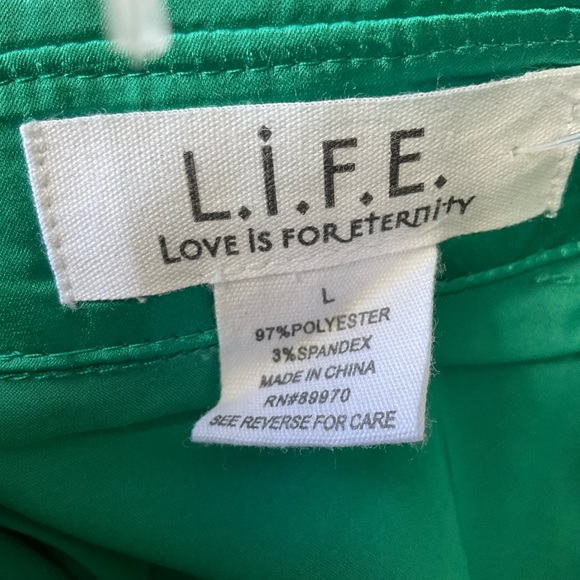 L.i.F.E.
LOVE iS FOR EtERnity
L
97%POLYESTER
3%SPANDEX
MADE IN CHINA
RN#89970
SEE REVERSE FOR CARE